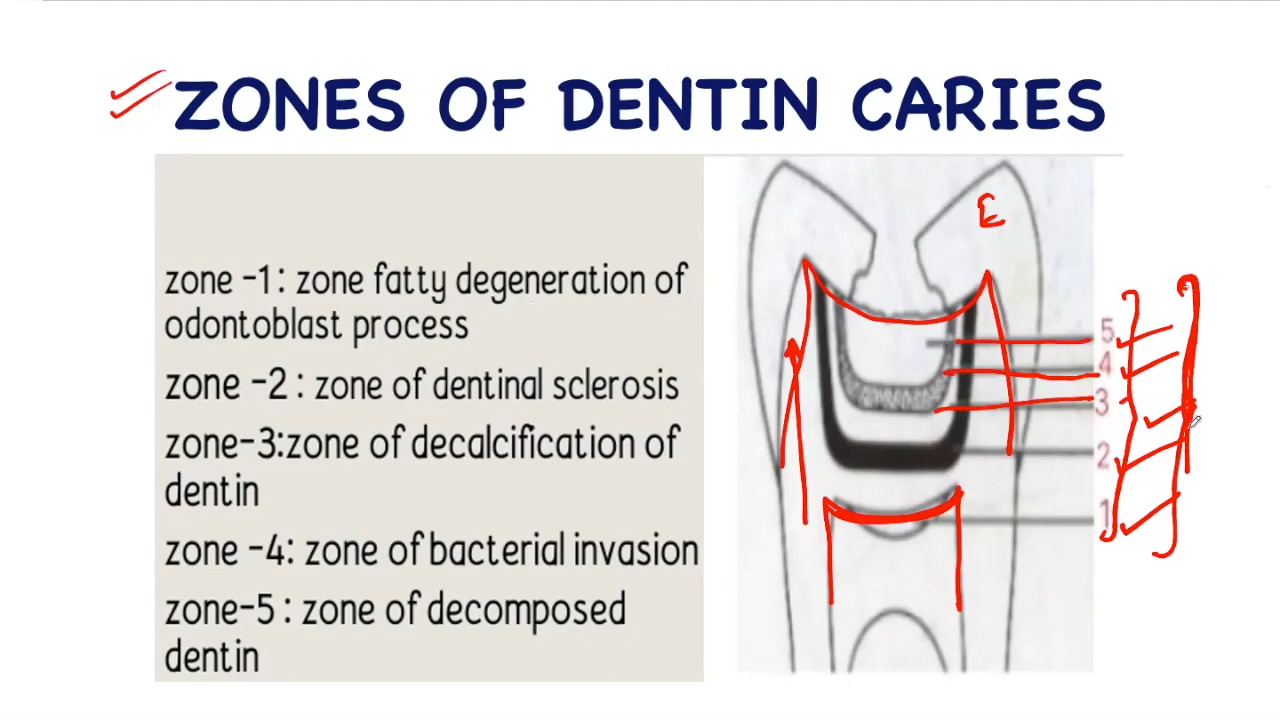 ZONES OF DENTIN CARIES
zone -1: zone fatty degeneration of
odontoblast process
zone -2 : zone of dentinal sclerosis
zone-3:zone of decalcification of
dentin
zone -4: zone of bacterial invasion
zone-5 : zone of decomposed
dentin
E
5
4
3
2
1